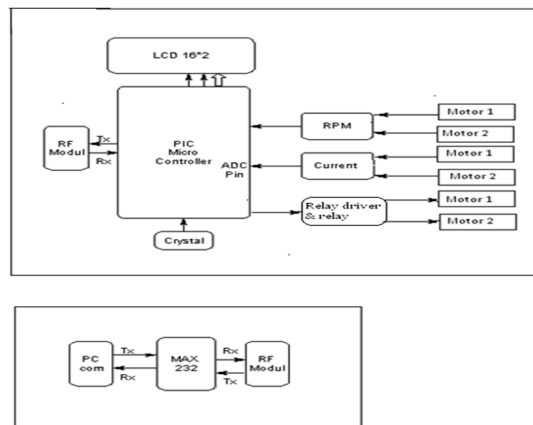 LCD 16*2
RF
Modul
Tx
Rx
PIC
Micro
Controller
ADC
Pin
RPM
Current
Relay driver
& relay
Crystal
Motor 1
Motor 2
Motor 1
Motor 2
Motor 1
Motor 2
PC
com
Tx
Rx
MAX
232
Rx
Tx
RF
Modul